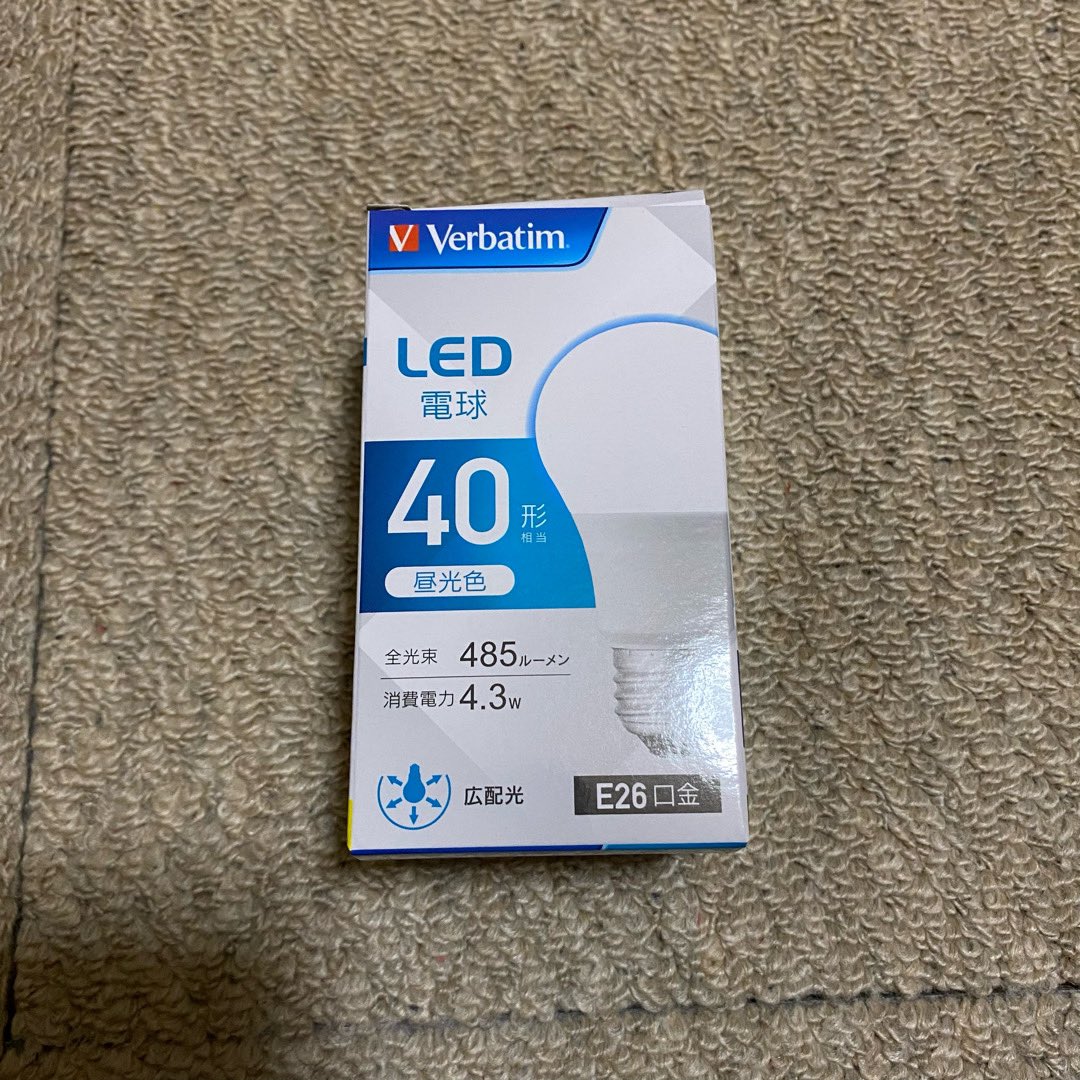 Verbatim
LED
電球
40形
相当
昼光色
全光束 485ルーメン
消費電力 4.3W
広配光
E26口金